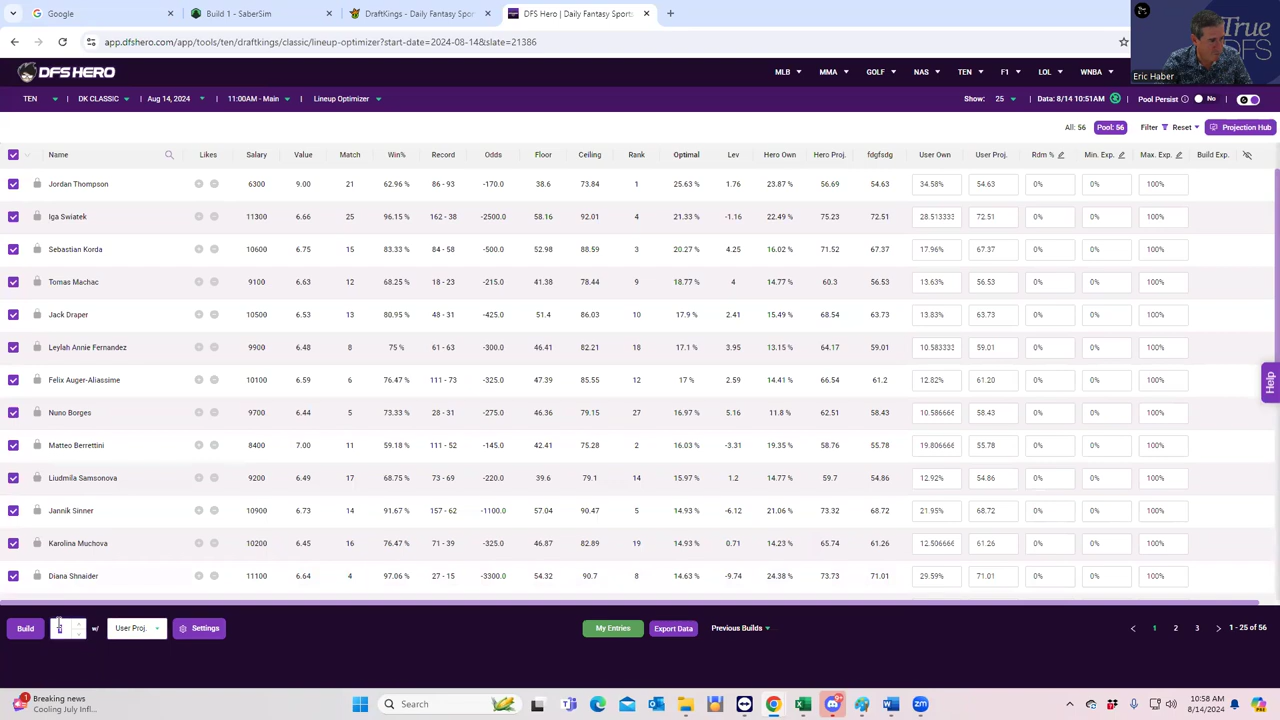 Google
Build 1 - SaberSim
DraftKings - Daily Fantasy Spor
DFS Hero | Daily Fantasy Sports
app.dfshero.com/app/tools/ten/draftkings/classic/lineup-optimizer?start-date=2024-08-14&slate=21386
True
DFS
Eric Haber
DFS HERO
MLB MMA GOLF NAS TEN F1 LOL WNBA
TEN DK CLASSIC Aug 14, 2024 11:00AM - Main Lineup Optimizer Show: 25 Data: 8/14 10:51AM Pool Persist No
All: 56 Pool: 56 Filter Reset Projection Hub
Name Likes Salary Value Match Win% Record Odds Floor Ceiling Rank Optimal Lev Hero Own Hero Proj. fdgfsdg User Own User Proj. Rdm % Min. Exp. Max. Exp. Build Exp.
Jordan Thompson 6300 9.00 21 62.96 % 86 - 93 -170.0 38.6 73.84 1 25.63 % 1.76 23.87 % 56.69 54.63 34.58% 54.63 0% 0% 100%
Iga Swiatek 11300 6.66 25 96.15 % 162 - 38 -2500.0 58.16 92.01 4 21.33 % -1.16 22.49 % 75.23 72.51 28.513333 72.51 0% 0% 100%
Sebastian Korda 10600 6.75 15 83.33 % 84 - 58 -500.0 52.98 88.59 3 20.27 % 4.25 16.02 % 71.52 67.37 17.96% 67.37 0% 0% 100%
Tomas Machac 9100 6.63 12 68.25 % 18 - 23 -215.0 41.38 78.44 9 18.77 % 4 14.77 % 60.3 56.53 13.63% 56.53 0% 0% 100%
Jack Draper 10500 6.53 13 80.95 % 48 - 31 -425.0 51.4 86.03 10 17.9 % 2.41 15.49 % 68.54 63.73 13.83% 63.73 0% 0% 100%
Leylah Annie Fernandez 9900 6.48 8 75 % 61 - 63 -300.0 46.41 82.21 18 17.1 % 3.95 13.15 % 64.17 59.01 10.583333 59.01 0% 0% 100%
Felix Auger-Aliassime 10100 6.59 6 76.47 % 111 - 73 -325.0 47.39 85.55 12 17 % 2.59 14.41 % 66.54 61.2 12.82% 61.20 0% 0% 100%
Nuno Borges 9700 6.44 5 73.33 % 28 - 31 -275.0 46.36 79.15 27 16.97 % 5.16 11.8 % 62.51 58.43 10.586666 58.43 0% 0% 100%
Matteo Berrettini 8400 7.00 11 59.18 % 111 - 52 -145.0 42.41 75.28 2 16.03 % -3.31 19.35 % 58.76 55.78 19.806666 55.78 0% 0% 100%
Liudmila Samsonova 9200 6.49 17 68.75 % 73 - 69 -220.0 39.6 79.1 14 15.97 % 1.2 14.77 % 59.7 54.86 12.92% 54.86 0% 0% 100%
Jannik Sinner 10900 6.73 14 91.67 % 157 - 62 -1100.0 57.04 90.47 5 14.93 % -6.12 21.06 % 73.36 68.72 21.95% 68.72 0% 0% 100%
Karolina Muchova 10200 6.45 16 76.47 % 71 - 39 -325.0 46.87 82.89 19 14.93 % 0.71 14.23 % 65.74 61.26 12.506666 61.26 0% 0% 100%
Diana Shnaider 11100 6.64 4 97.06 % 27 - 15 -3300.0 54.32 90.7 8 14.63 % -9.74 24.38 % 73.73 71.01 29.59% 71.01 0% 0% 100%
Help
Build w/ User Proj. Settings My Entries Export Data Previous Builds 1 2 3 1 - 25 of 56
Breaking news
Cooling July Infl...
Search
10:58 AM
8/14/2024